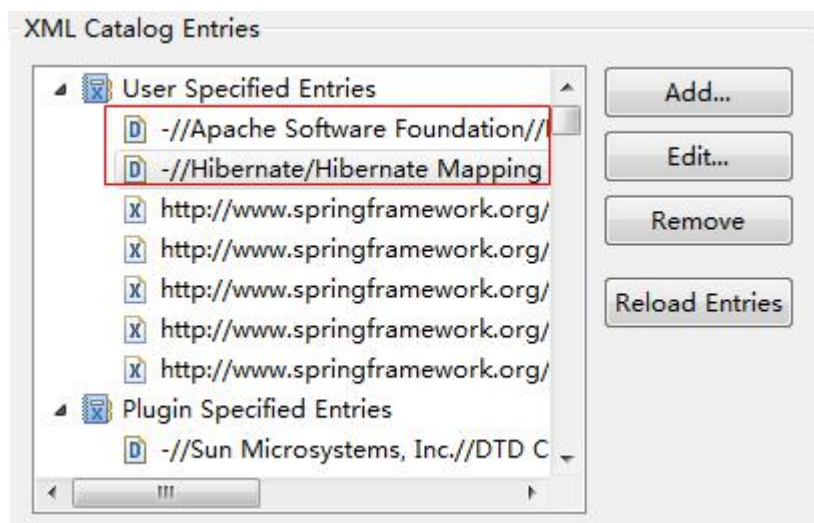 XML Catalog Entries
User Specified Entries
-//Apache Software Foundation//
-//Hibernate/Hibernate Mapping
http://www.springframework.org/
http://www.springframework.org/
http://www.springframework.org/
http://www.springframework.org/
http://www.springframework.org/
Plugin Specified Entries
-//Sun Microsystems, Inc.//DTD C
Add...
Edit...
Remove
Reload Entries